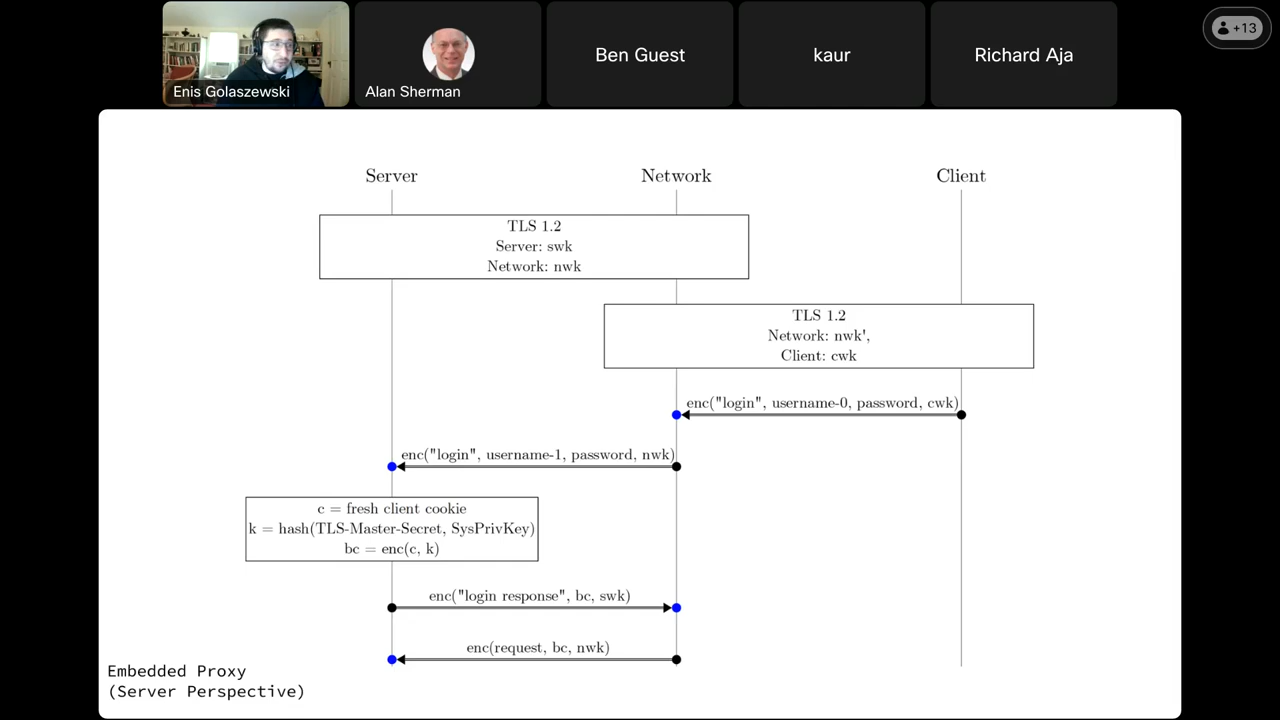 +13
Enis Golaszewski
Alan Sherman
Ben Guest
kaur
Richard Aja
Server
Network
Client
TLS 1.2
Server: swk
Network: nwk
TLS 1.2
Network: nwk',
Client: cwk
enc("login", username-0, password, cwk)
enc("login", username-1, password, nwk)
c = fresh client cookie
k = hash(TLS-Master-Secret, SysPrivKey)
bc = enc(c, k)
enc("login response", bc, swk)
enc(request, bc, nwk)
Embedded Proxy
(Server Perspective)